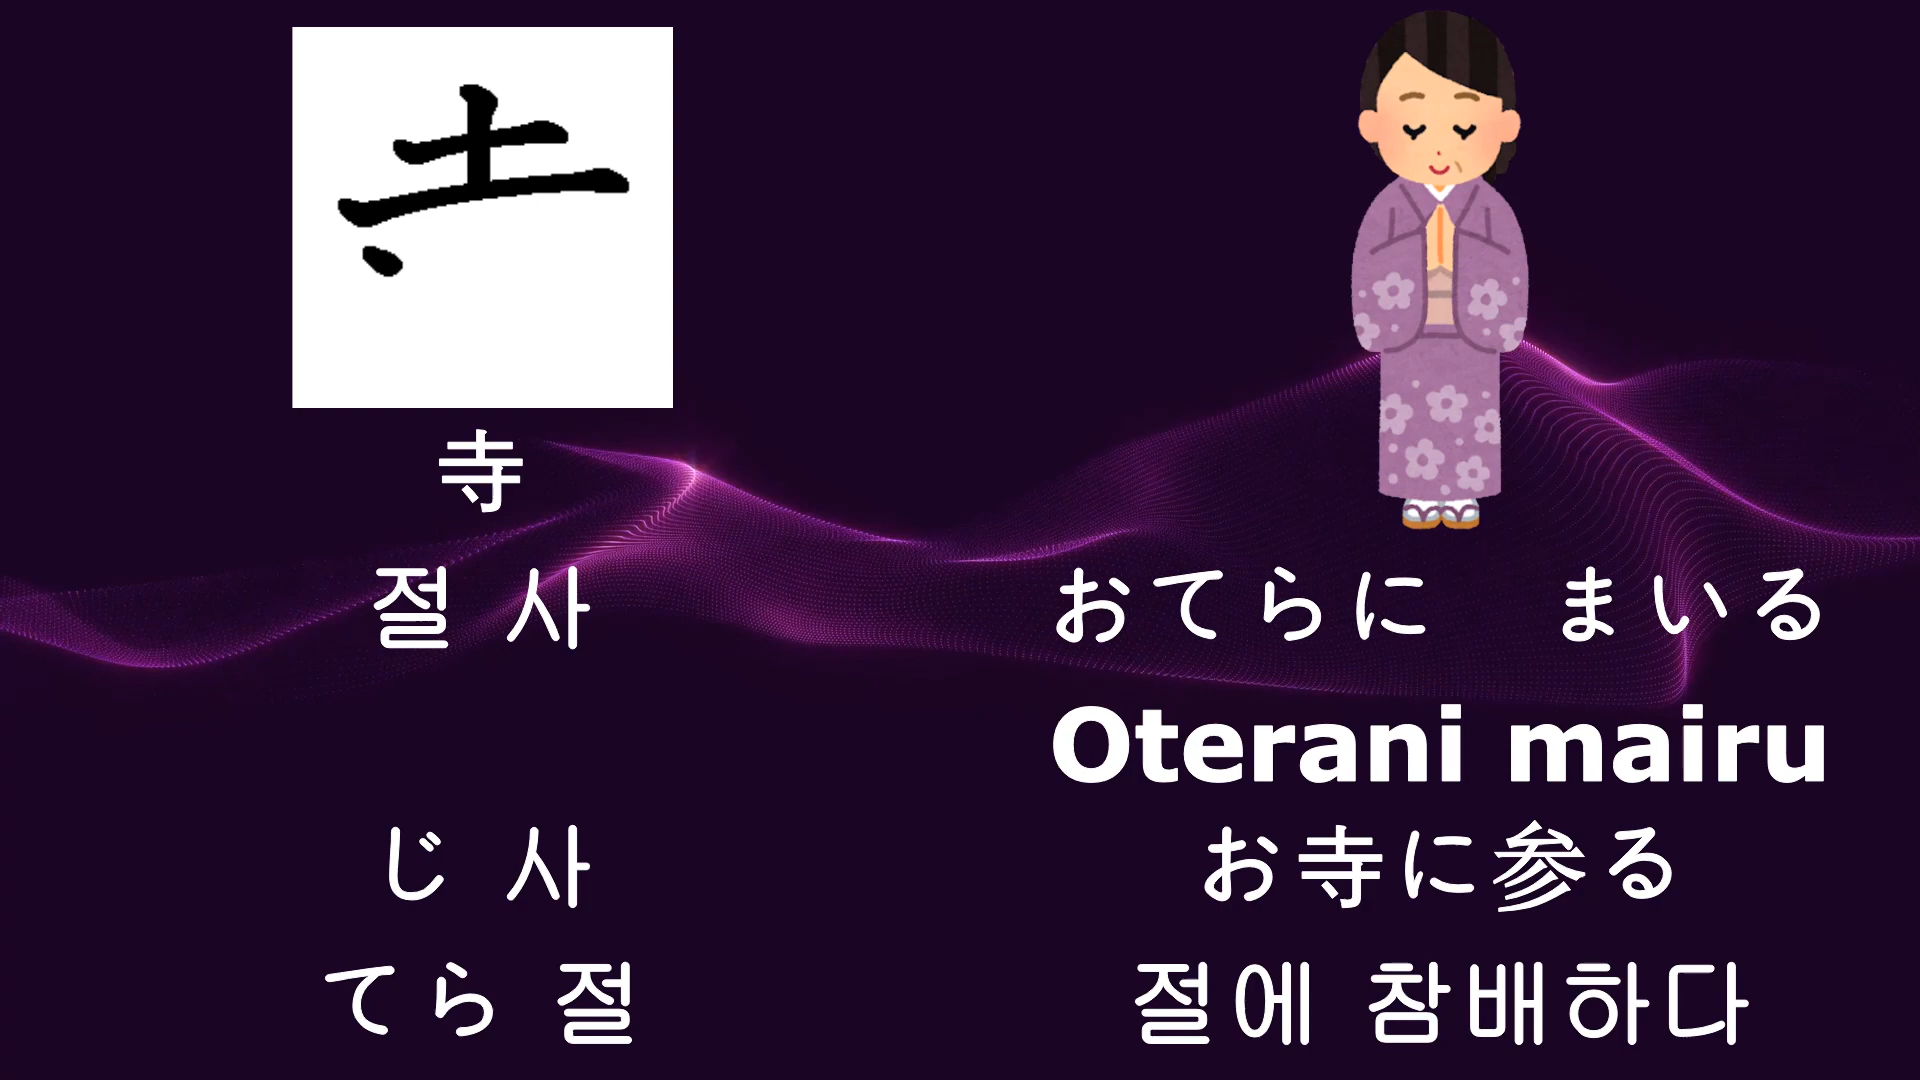 寺
절 사
じ 사
てら 절
おてらに　まいる
Oterani mairu
お寺に参る
절에 참배하다